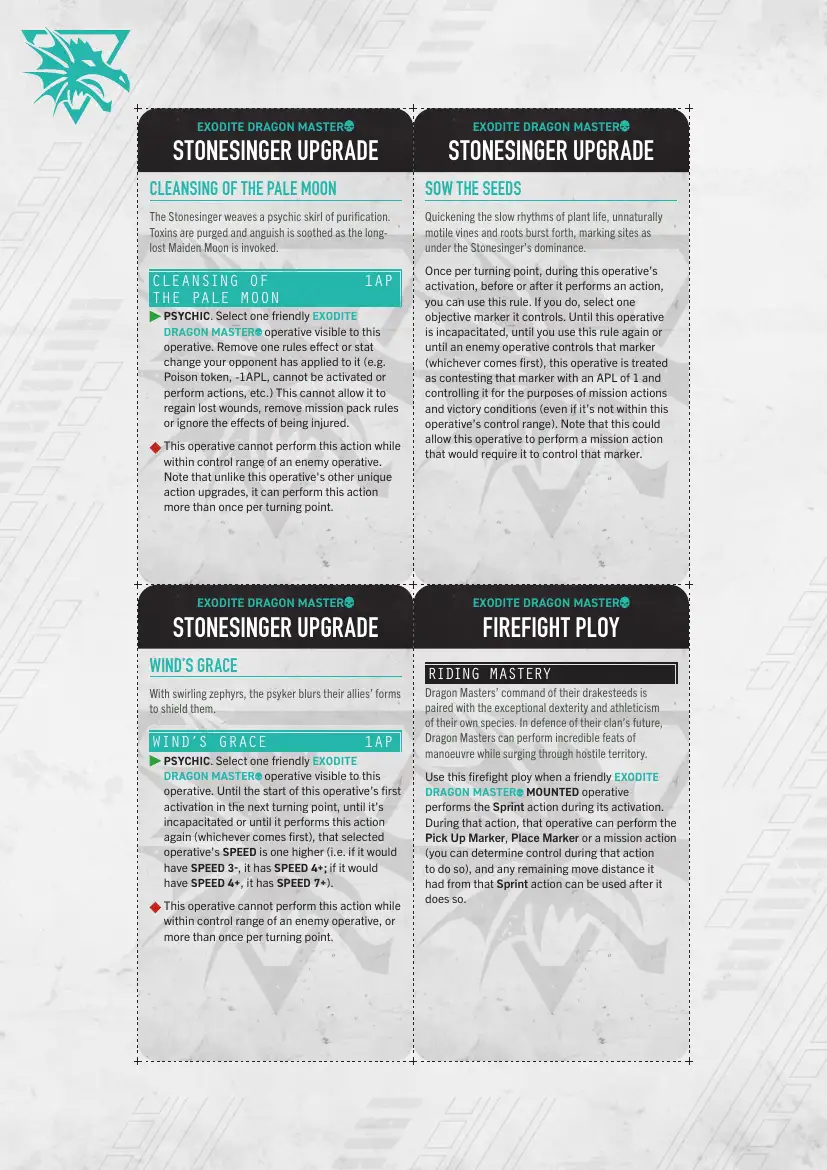 EXODITE DRAGON MASTER
STONESINGER UPGRADE
CLEANSING OF THE PALE MOON
The Stonesinger weaves a psychic skirl of purification.
Toxins are purged and anguish is soothed as the long-
lost Maiden Moon is invoked.
CLEANSING OF 1AP
THE PALE MOON
PSYCHIC. Select one friendly EXODITE
DRAGON MASTER operative visible to this
operative. Remove one rules effect or stat
change your opponent has applied to it (e.g.
Poison token, -1APL, cannot be activated or
perform actions, etc.) This cannot allow it to
regain lost wounds, remove mission pack rules
or ignore the effects of being injured.
This operative cannot perform this action while
within control range of an enemy operative.
Note that unlike this operative's other unique
action upgrades, it can perform this action
more than once per turning point.
EXODITE DRAGON MASTER
STONESINGER UPGRADE
SOW THE SEEDS
Quickening the slow rhythms of plant life, unnaturally
motile vines and roots burst forth, marking sites as
under the Stonesinger's dominance.
Once per turning point, during this operative's
activation, before or after it performs an action,
you can use this rule. If you do, select one
objective marker it controls. Until this operative
is incapacitated, until you use this rule again or
until an enemy operative controls that marker
(whichever comes first), this operative is treated
as contesting that marker with an APL of 1 and
controlling it for the purposes of mission actions
and victory conditions (even if it's not within this
operative's control range). Note that this could
allow this operative to perform a mission action
that would require it to control that marker.
EXODITE DRAGON MASTER
STONESINGER UPGRADE
WIND'S GRACE
With swirling zephyrs, the psyker blurs their allies' forms
to shield them.
WIND'S GRACE 1AP
PSYCHIC. Select one friendly EXODITE
DRAGON MASTER operative visible to this
operative. Until the start of this operative's first
activation in the next turning point, until it's
incapacitated or until it performs this action
again (whichever comes first), that selected
operative's SPEED is one higher (i.e. if it would
have SPEED 3-, it has SPEED 4+; if it would
have SPEED 4+, it has SPEED 7+).
This operative cannot perform this action while
within control range of an enemy operative, or
more than once per turning point.
EXODITE DRAGON MASTER
FIREFIGHT PLOY
RIDING MASTERY
Dragon Masters' command of their drakesteeds is
paired with the exceptional dexterity and athleticism
of their own species. In defence of their clan's future,
Dragon Masters can perform incredible feats of
manoeuvre while surging through hostile territory.
Use this firefight ploy when a friendly EXODITE
DRAGON MASTER MOUNTED operative
performs the Sprint action during its activation.
During that action, that operative can perform the
Pick Up Marker, Place Marker or a mission action
(you can determine control during that action
to do so), and any remaining move distance it
had from that Sprint action can be used after it
does so.